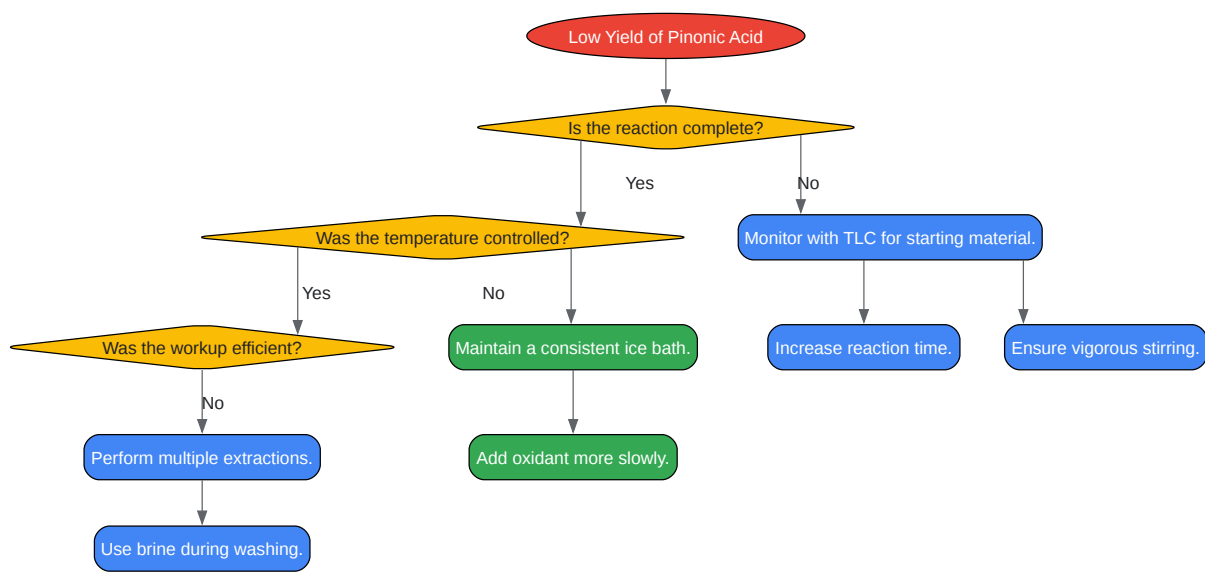 Low Yield of Pinonic Acid
Is the reaction complete?
Yes
No
Was the temperature controlled?
Monitor with TLC for starting material.
Yes
No
Was the workup efficient?
Maintain a consistent ice bath.
Increase reaction time.
Ensure vigorous stirring.
No
Perform multiple extractions.
Add oxidant more slowly.
Use brine during washing.